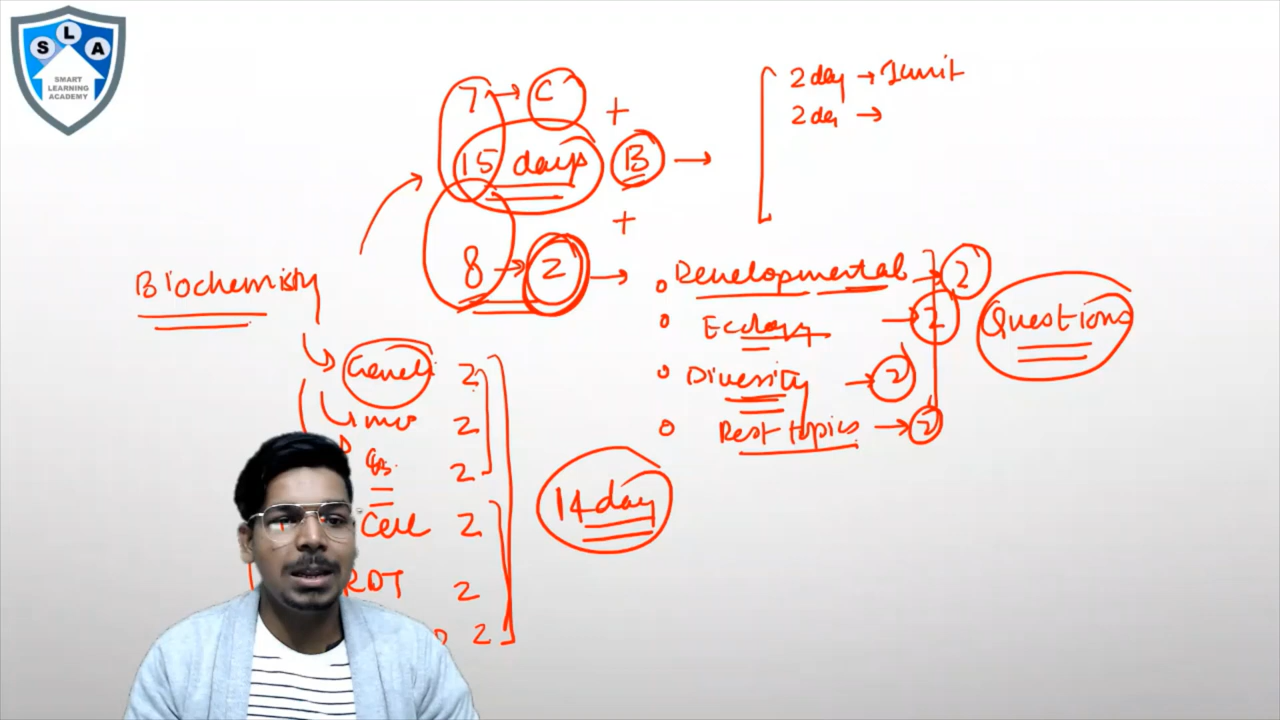 S L A
SMART
LEARNING
ACADEMY
7 → C
+
15 days
B →
+
8 → 2 →
2 day → 1 unit
2 day →
Biochemistry
Geneti 2
2
2
Cell 2
RDT 2
2
14 day
Developmental → 2
Ecology → 2
Diversity → 2
Rest topics → 2
Questions